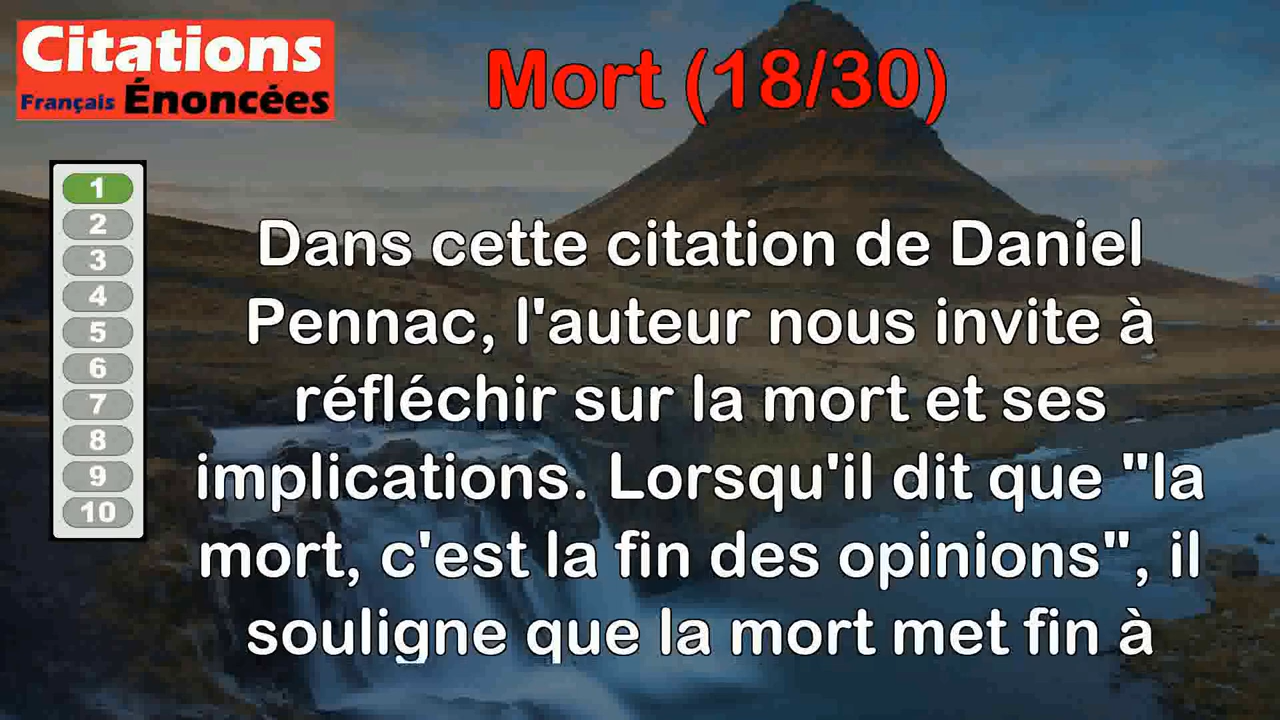 Citations
Français Énoncées
Mort (18/30)
1
2
3
4
5
6
7
8
9
10
Dans cette citation de Daniel
Pennac, l'auteur nous invite à
réfléchir sur la mort et ses
implications. Lorsqu'il dit que "la
mort, c'est la fin des opinions", il
souligne que la mort met fin à